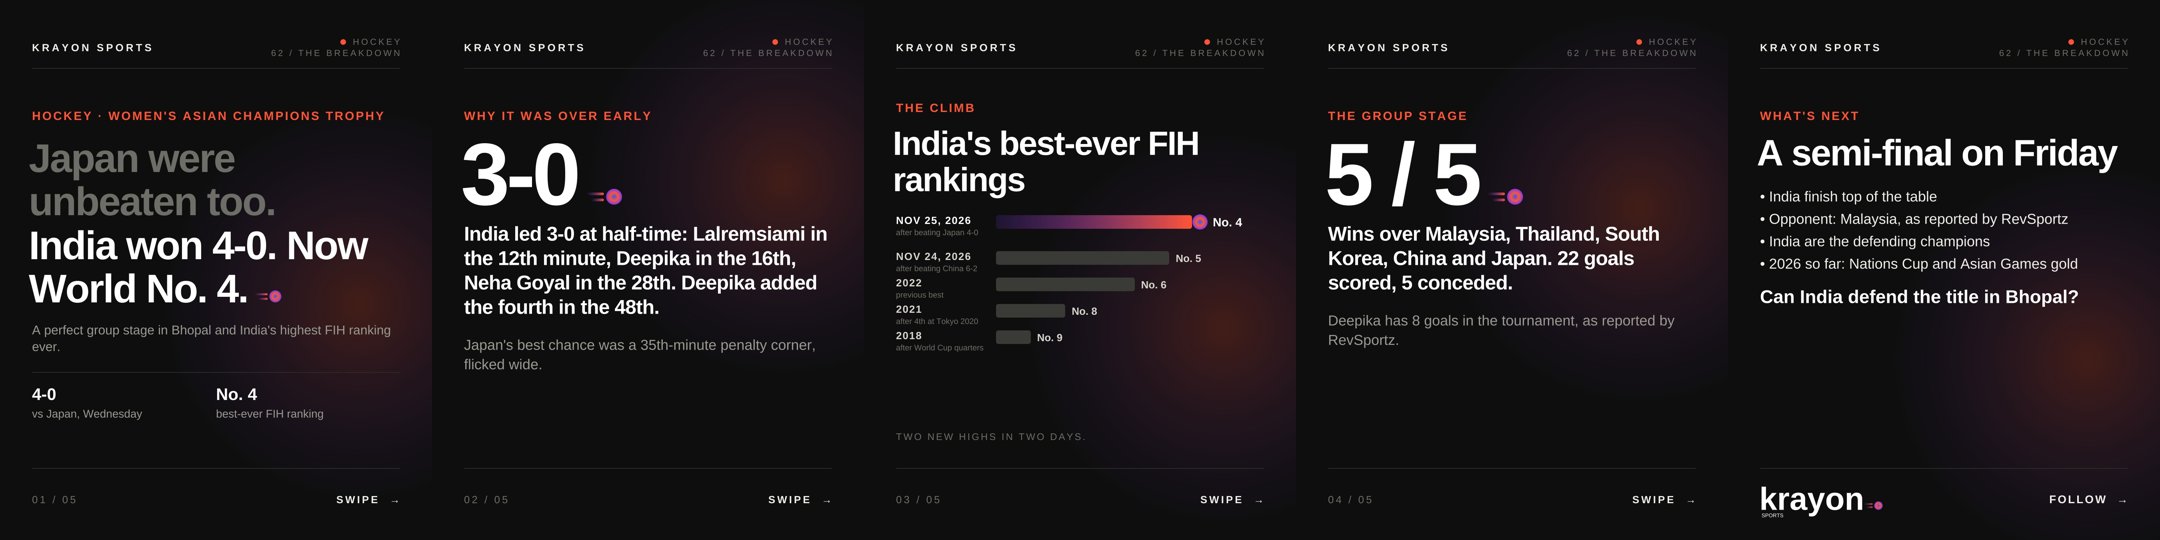 KRAYON SPORTS
HOCKEY
62 / THE BREAKDOWN
HOCKEY · WOMEN'S ASIAN CHAMPIONS TROPHY
Japan were
unbeaten too.
India won 4-0. Now
World No. 4.
A perfect group stage in Bhopal and India's highest FIH ranking
ever.
4-0
vs Japan, Wednesday
No. 4
best-ever FIH ranking
01 / 05
SWIPE →
KRAYON SPORTS
HOCKEY
62 / THE BREAKDOWN
WHY IT WAS OVER EARLY
3-0
India led 3-0 at half-time: Lalremsiami in
the 12th minute, Deepika in the 16th,
Neha Goyal in the 28th. Deepika added
the fourth in the 48th.
Japan's best chance was a 35th-minute penalty corner,
flicked wide.
02 / 05
SWIPE →
KRAYON SPORTS
HOCKEY
62 / THE BREAKDOWN
THE CLIMB
India's best-ever FIH
rankings
NOV 25, 2026
after beating Japan 4-0
No. 4
NOV 24, 2026
after beating China 6-2
No. 5
2022
previous best
No. 6
2021
after 4th at Tokyo 2020
No. 8
2018
after World Cup quarters
No. 9
TWO NEW HIGHS IN TWO DAYS.
03 / 05
SWIPE →
KRAYON SPORTS
HOCKEY
62 / THE BREAKDOWN
THE GROUP STAGE
5 / 5
Wins over Malaysia, Thailand, South
Korea, China and Japan. 22 goals
scored, 5 conceded.
Deepika has 8 goals in the tournament, as reported by
RevSportz.
04 / 05
SWIPE →
KRAYON SPORTS
HOCKEY
62 / THE BREAKDOWN
WHAT'S NEXT
A semi-final on Friday
• India finish top of the table
• Opponent: Malaysia, as reported by RevSportz
• India are the defending champions
• 2026 so far: Nations Cup and Asian Games gold
Can India defend the title in Bhopal?
krayon
SPORTS
FOLLOW →